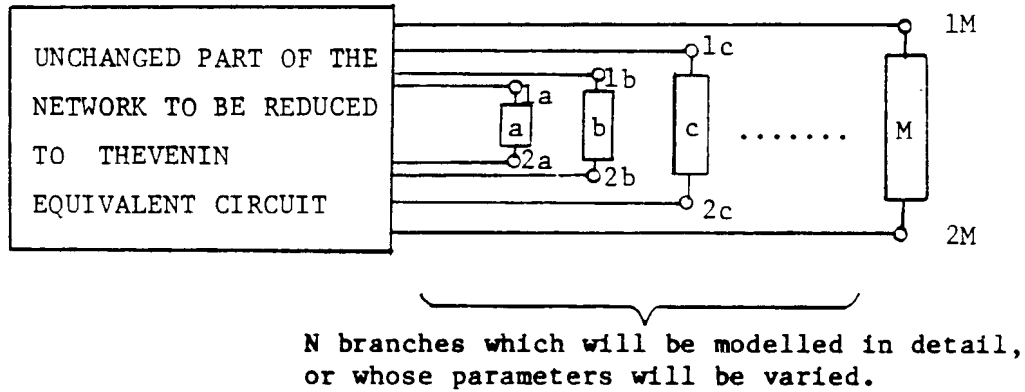 UNCHANGED PART OF THE
NETWORK TO BE REDUCED
TO THEVENIN
EQUIVALENT CIRCUIT
1M
1c
1b
1a
a
b
c
.......
M
2a
2b
2c
2M
N branches which will be modelled in detail,
or whose parameters will be varied.